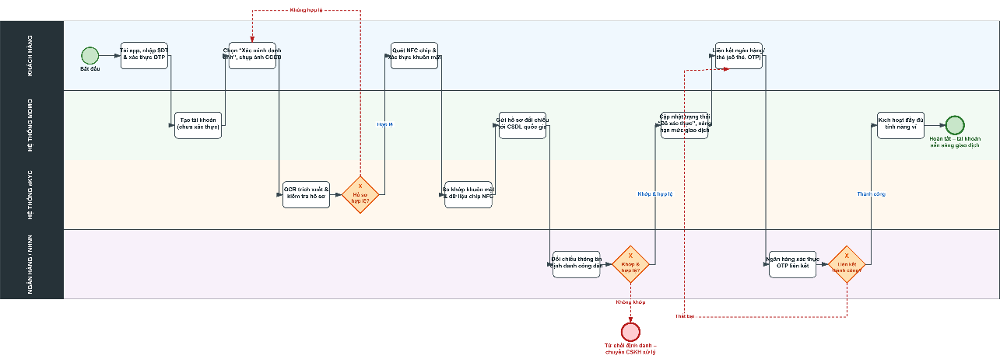 Không hợp lệ
KHÁCH HÀNG
Bắt đầu
Tải app, nhập SĐT
& xác thực OTP
Chọn “Xác minh danh
tính”, chụp ảnh CCCD
Quét NFC chip &
xác thực khuôn mặt
Liên kết ngân hàng/
thẻ (số thẻ, OTP)
HỆ THỐNG MOMO
Tạo tài khoản
(chưa xác thực)
Hợp lệ
Gửi hồ sơ đối chiếu
tới CSDL quốc gia
Cập nhật trạng thái
“Đã xác thực”, nâng
hạn mức giao dịch
Kích hoạt đầy đủ
tính năng ví
Hoàn tất – tài khoản
sẵn sàng giao dịch
HỆ THỐNG eKYC
OCR trích xuất &
kiểm tra hồ sơ
X
Hồ sơ
hợp lệ?
So khớp khuôn mặt
& dữ liệu chip NFC
Khớp & hợp lệ
Thành công
NGÂN HÀNG / NHNN
Đối chiếu thông tin
định danh công dân
X
Khớp &
hợp lệ?
Ngân hàng xác thực
OTP liên kết
X
Liên kết
thành công?
Không khớp
Thất bại
Từ chối định danh –
chuyển CSKH xử lý